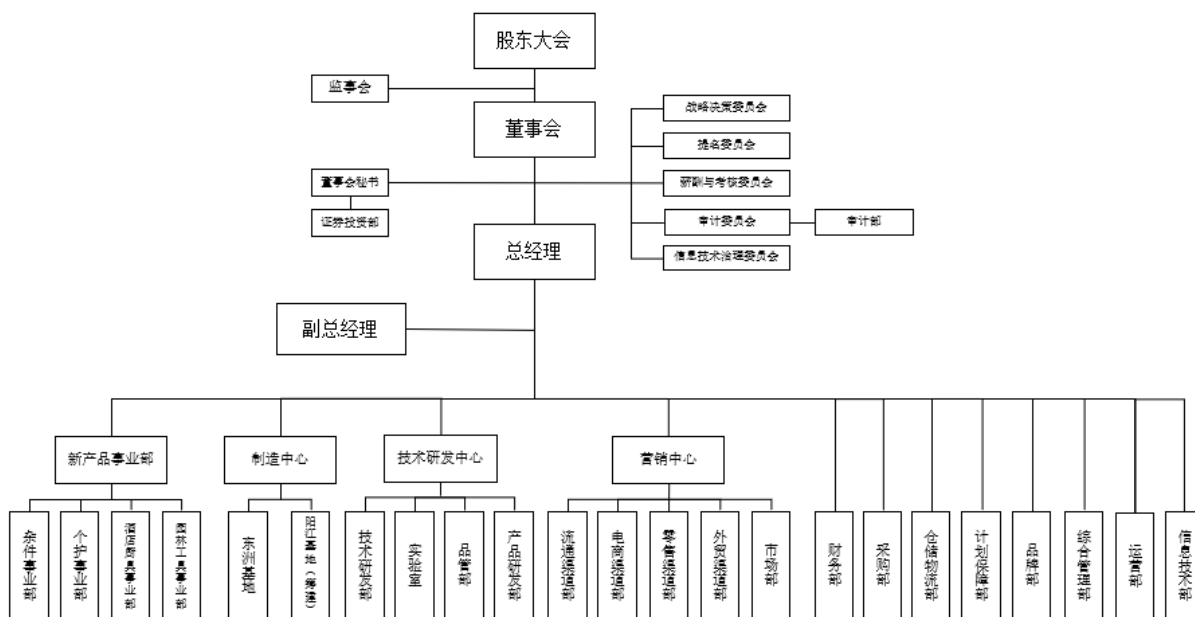 股东大会
监事会
董事会
战略决策委员会
提名委员会
董事会秘书
薪酬与考核委员会
证券投资部
审计委员会
审计部
总经理
信息技术治理委员会
副总经理
新产品事业部
制造中心
技术研发中心
营销中心
杂件事业部
个护事业部
酒店厨具事业部
园林工具事业部
东洲基地
阳江基地（筹建）
技术研发部
实验室
品管部
产品研发部
流通渠道部
电商渠道部
零售渠道部
外贸渠道部
市场部
财务部
采购部
仓储物流部
计划保障部
品牌部
综合管理部
运营部
信息技术部